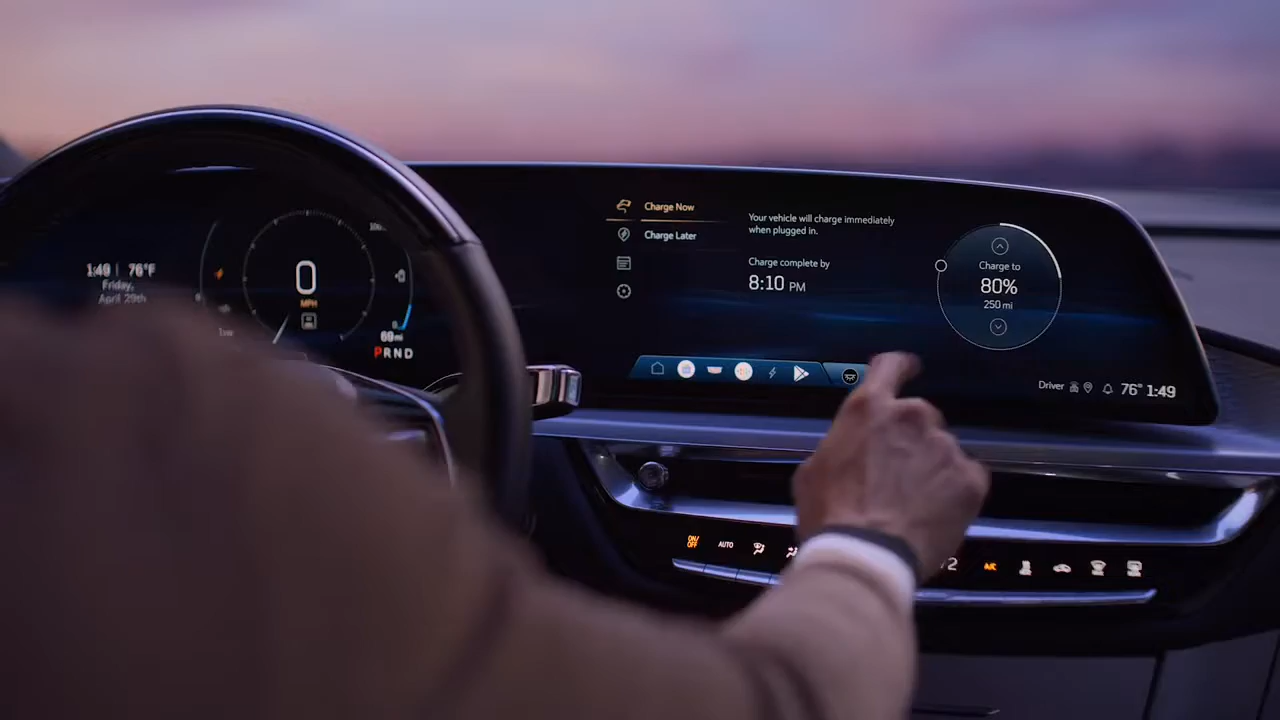 1:49 | 76°F
Friday,
April 29th
0
MPH
69 mi
PRND
Charge Now
Charge Later
Your vehicle will charge immediately
when plugged in.
Charge complete by
8:10 PM
Charge to
80%
250 mi
Driver 76° 1:49
ON/
OFF
AUTO
A/C